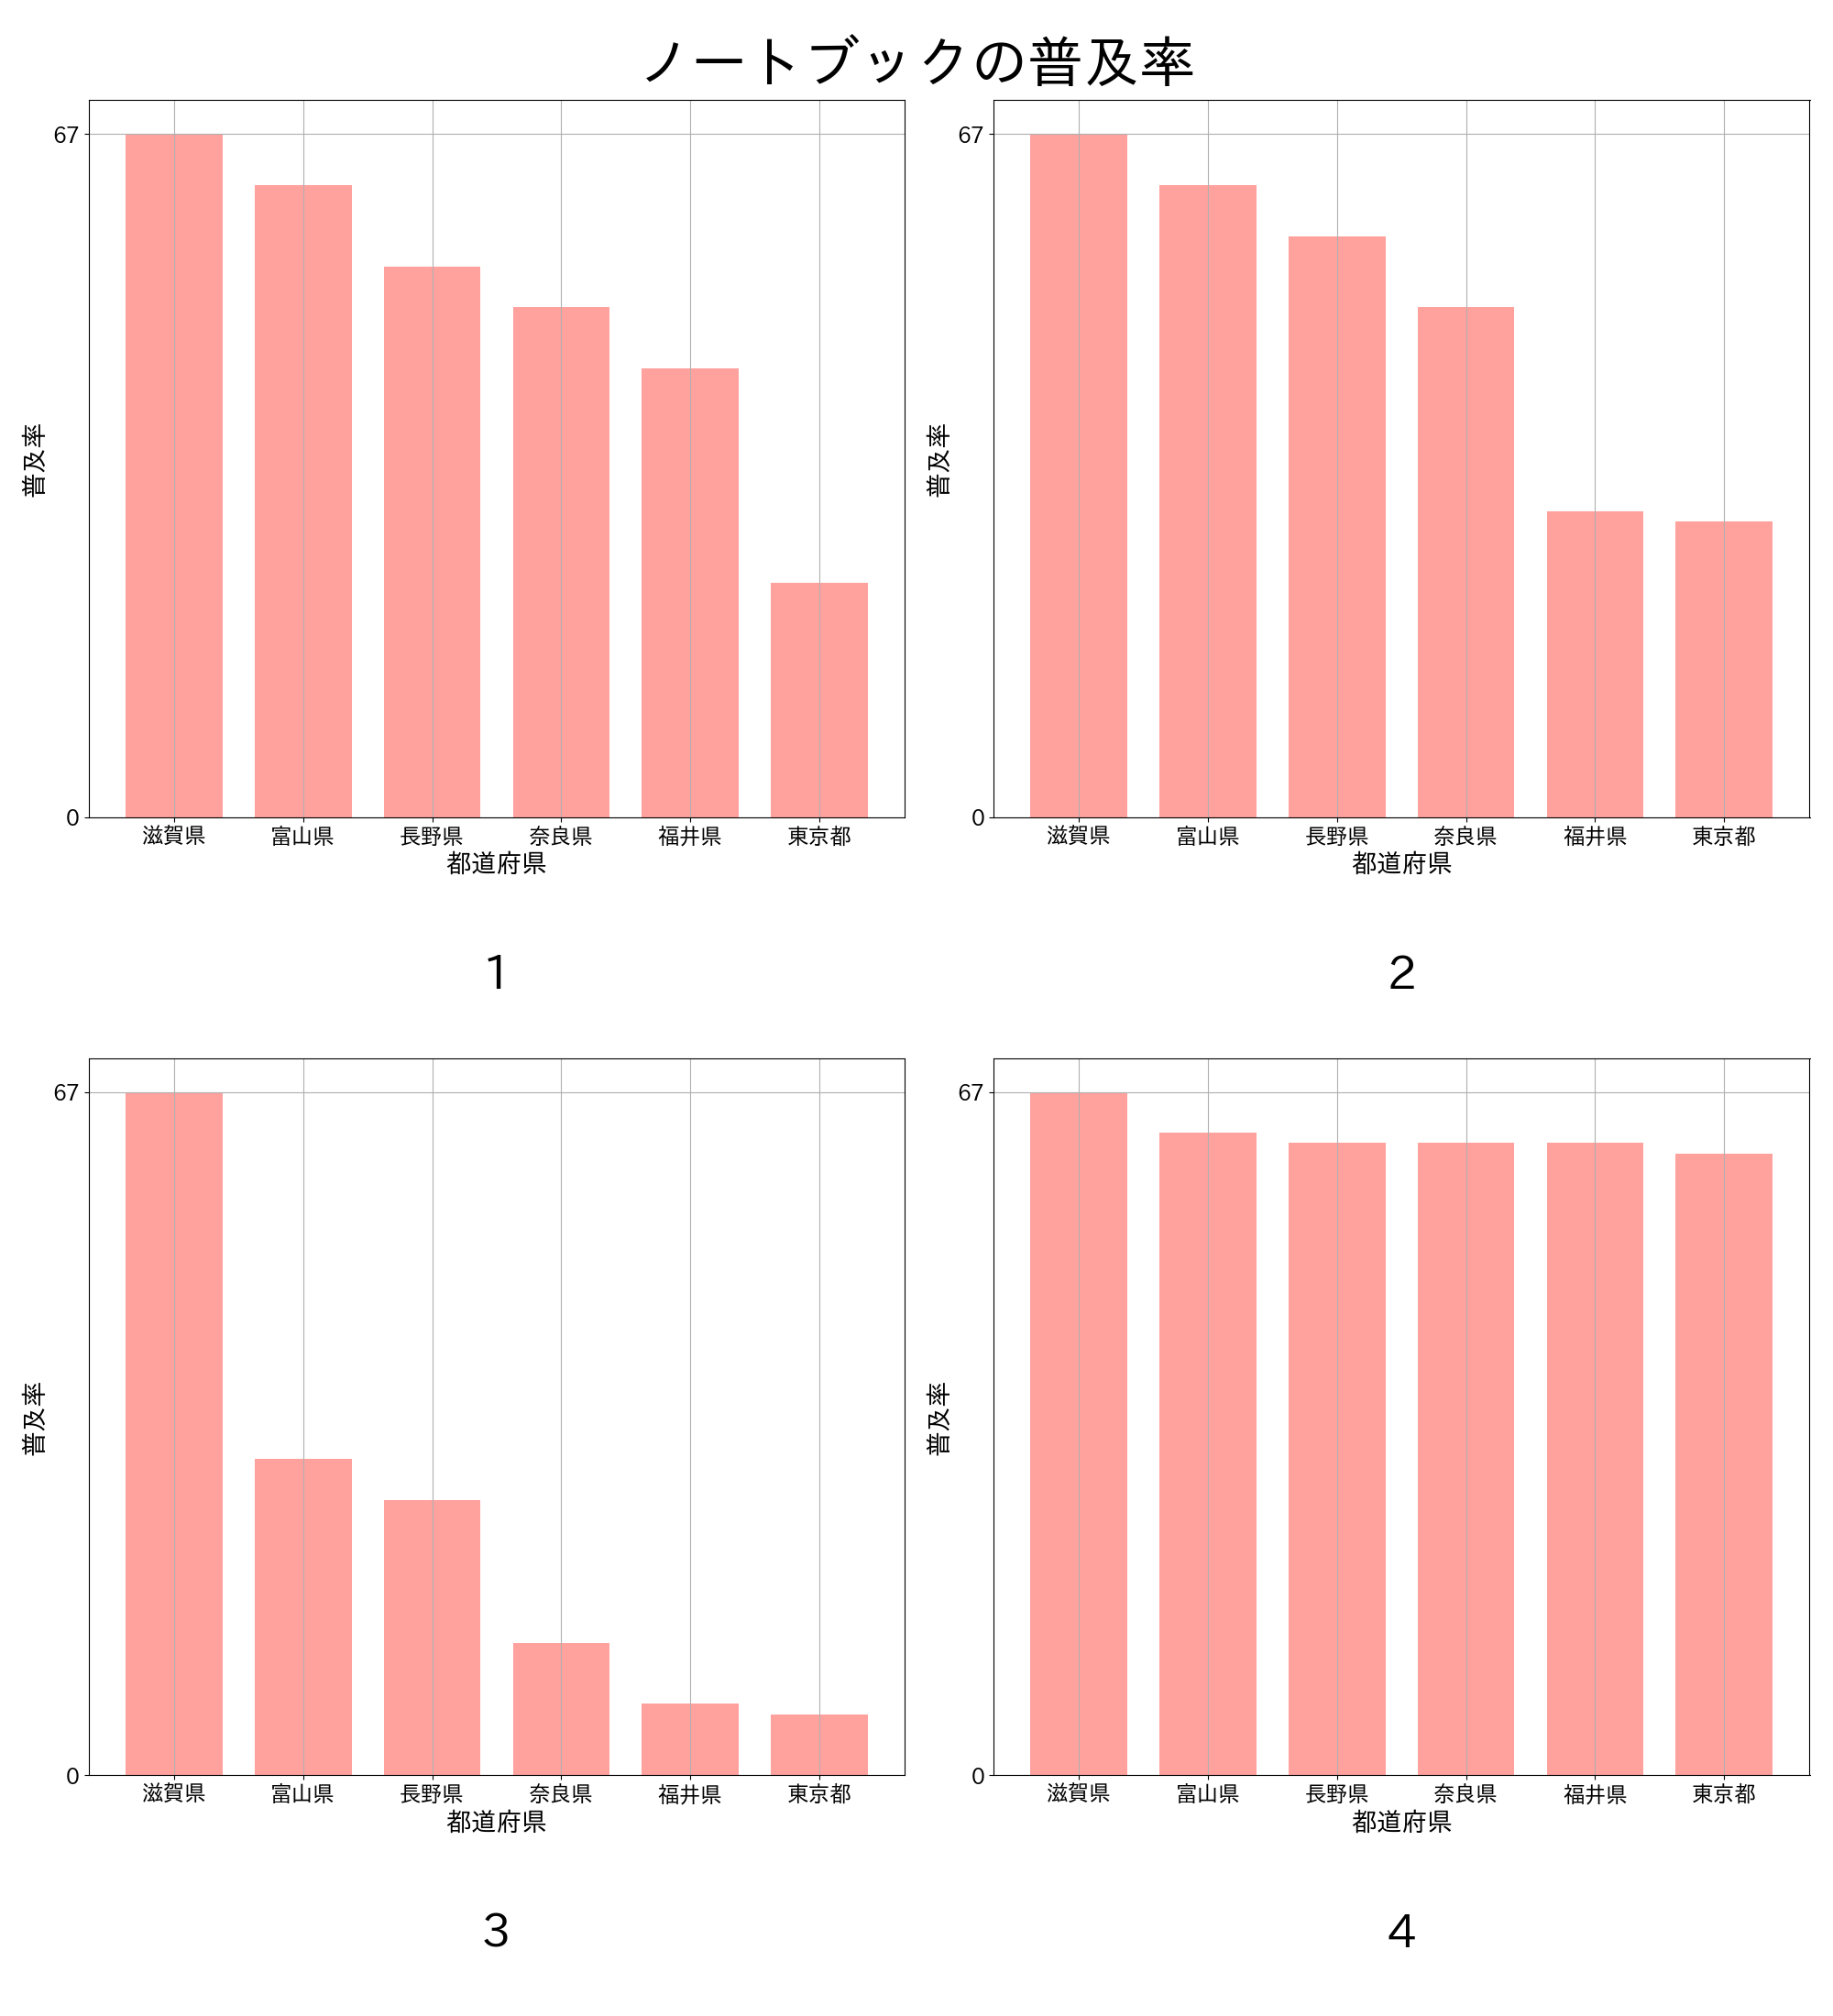 ノートブックの普及率
67
0
普及率
滋賀県 富山県 長野県 奈良県 福井県 東京都
都道府県
1
67
0
普及率
滋賀県 富山県 長野県 奈良県 福井県 東京都
都道府県
2
67
0
普及率
滋賀県 富山県 長野県 奈良県 福井県 東京都
都道府県
3
67
0
普及率
滋賀県 富山県 長野県 奈良県 福井県 東京都
都道府県
4